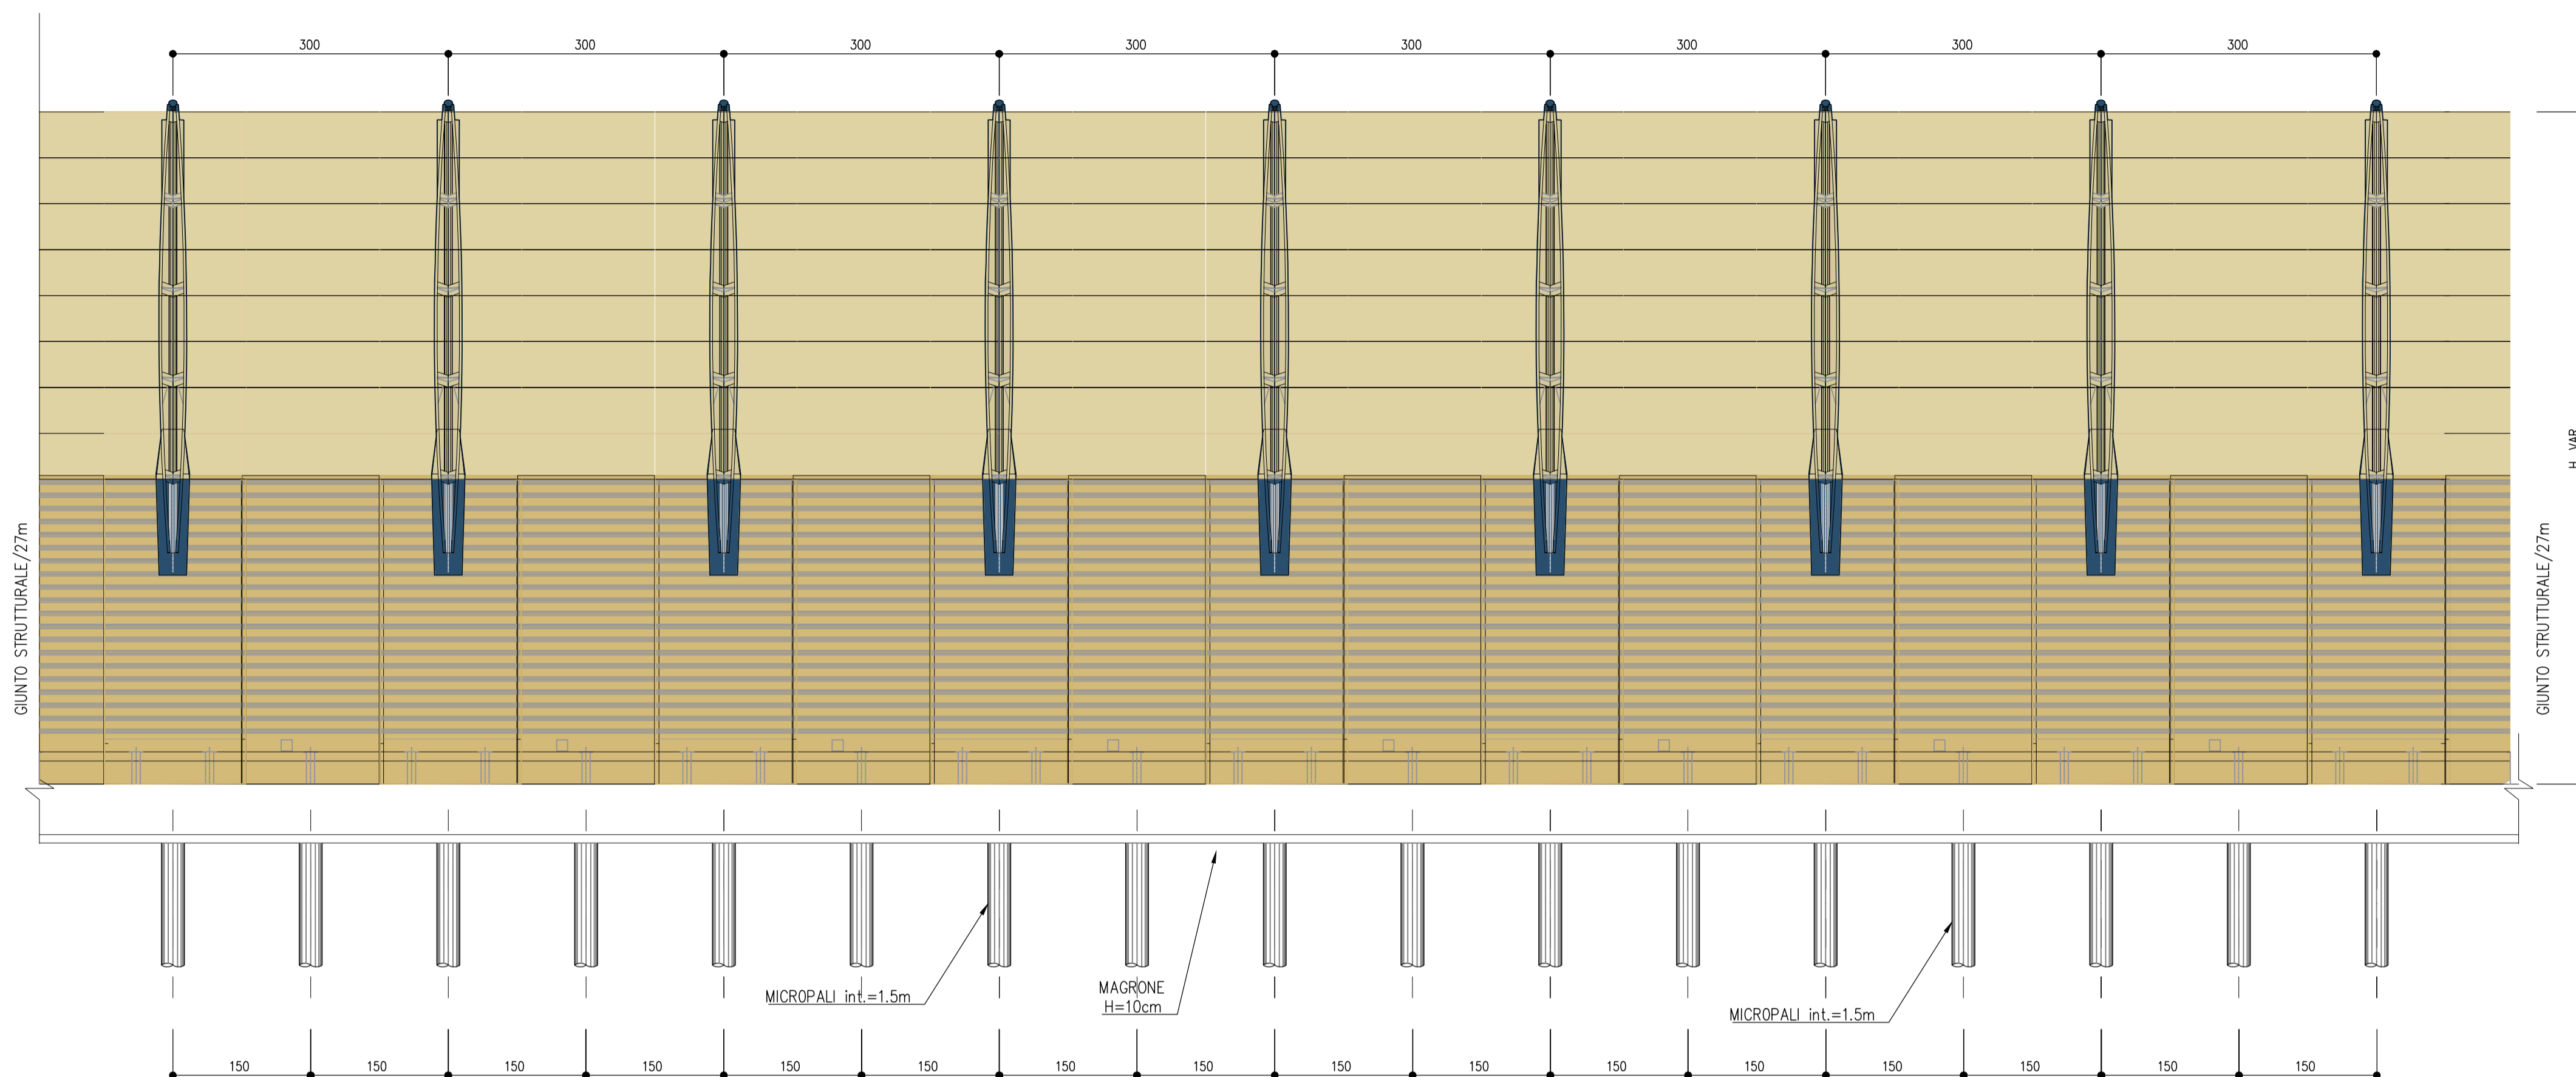 300 300 300 300 300 300 300 300
GIUNTO STRUTTURALE/27m
GIUNTO STRUTTURALE/27m
H VAR
MICROPALI int.=1.5m
MAGRONE
H=10cm
MICROPALI int.=1.5m
150 150 150 150 150 150 150 150 150 150 150 150 150 150 150 150